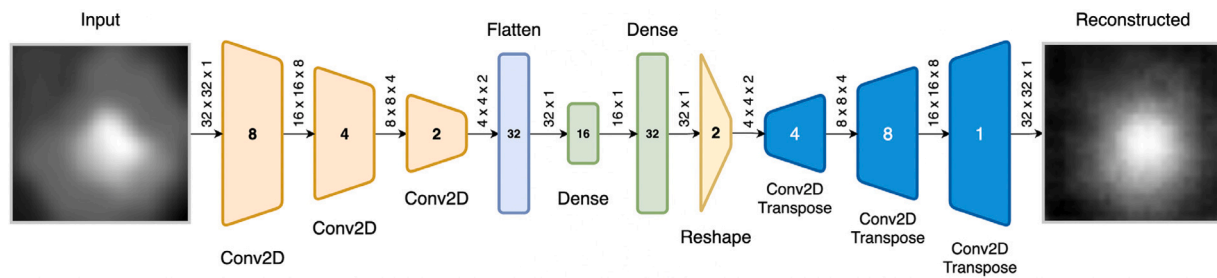 Input
32 x 32 x 1
8
Conv2D
16 x 16 x 8
4
Conv2D
8 x 8 x 4
2
Conv2D
4 x 4 x 2
Flatten
32
32 x 1
16
Dense
16 x 1
Dense
32
32 x 1
2
Reshape
4 x 4 x 2
4
Conv2D
Transpose
8 x 8 x 4
8
Conv2D
Transpose
16 x 16 x 8
1
Conv2D
Transpose
32 x 32 x 1
Reconstructed